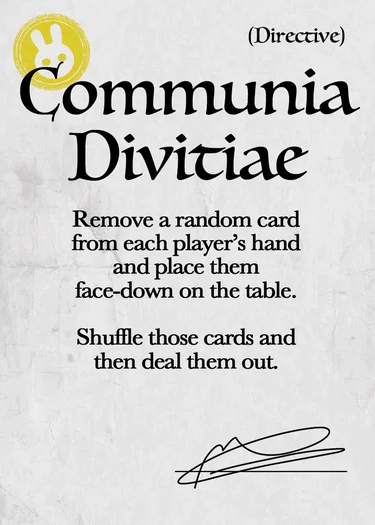 (Directive)
Communia
Divitiae
Remove a random card
from each player's hand
and place them
face-down on the table.
Shuffle those cards and
then deal them out.